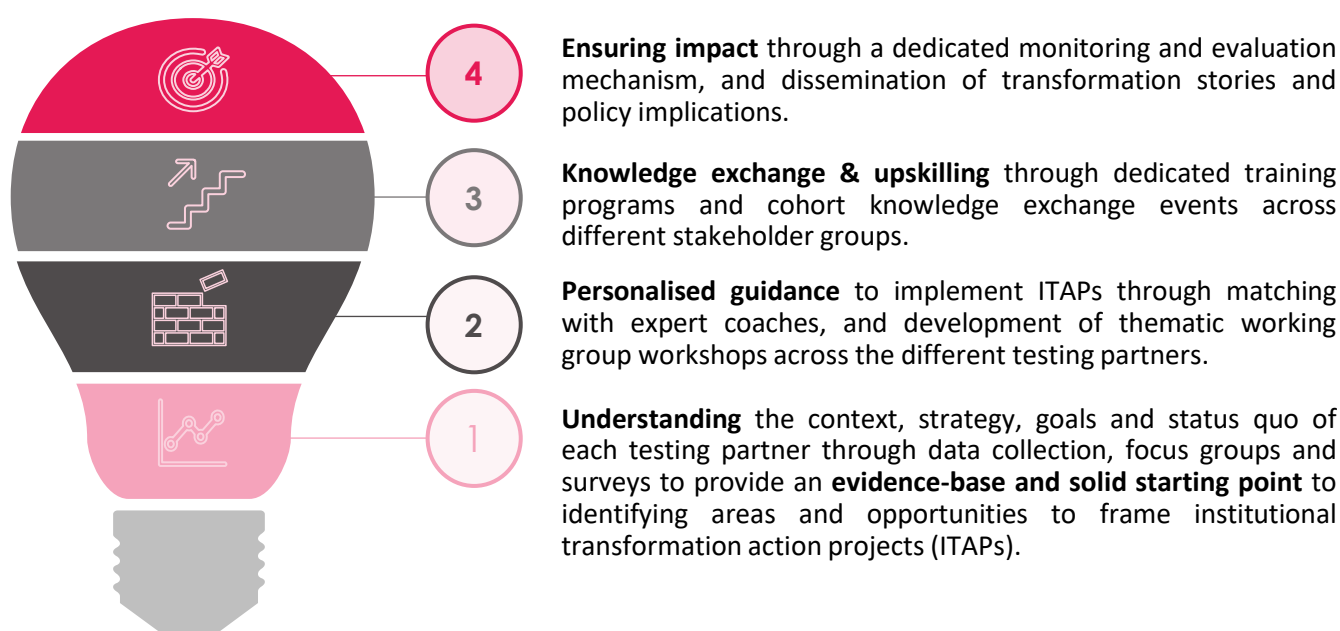 4
Ensuring impact through a dedicated monitoring and evaluation
mechanism, and dissemination of transformation stories and
policy implications.
3
Knowledge exchange & upskilling through dedicated training
programs and cohort knowledge exchange events across
different stakeholder groups.
2
Personalised guidance to implement ITAPs through matching
with expert coaches, and development of thematic working
group workshops across the different testing partners.
1
Understanding the context, strategy, goals and status quo of
each testing partner through data collection, focus groups and
surveys to provide an evidence-base and solid starting point to
identifying areas and opportunities to frame institutional
transformation action projects (ITAPs).